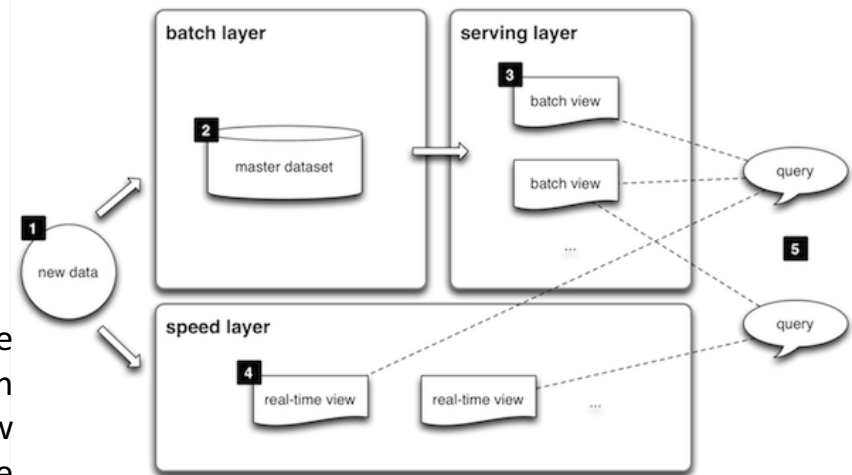 batch layer
serving layer
3
batch view
2
master dataset
query
batch view
1
...
5
new data
query
speed layer
e
4
n
real-time view
real-time view
...
w
e